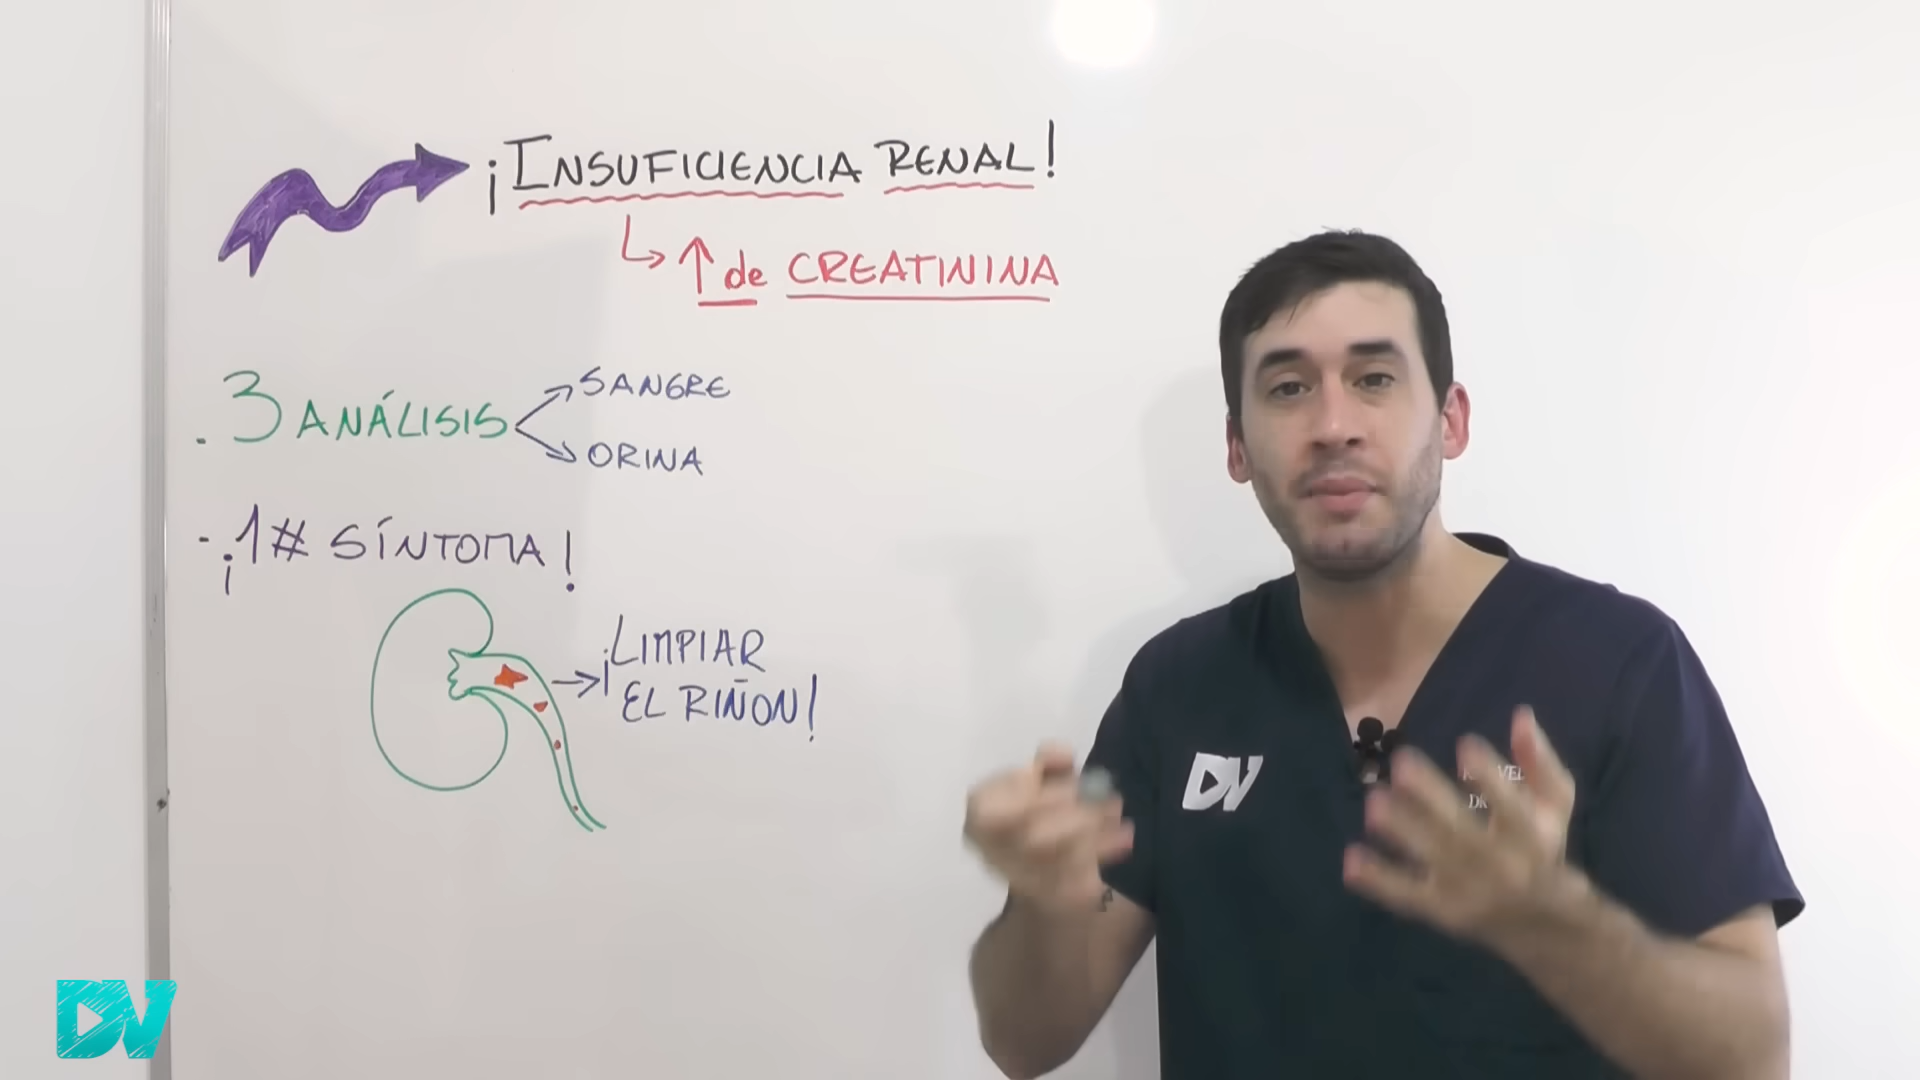 ¡INSUFICIENCIA RENAL!
↑ de CREATININA
. 3 ANÁLISIS
SANGRE
ORINA
- ¡1# SÍNTOMA!
¡LIMPIAR
EL RIÑON!
DV
DV